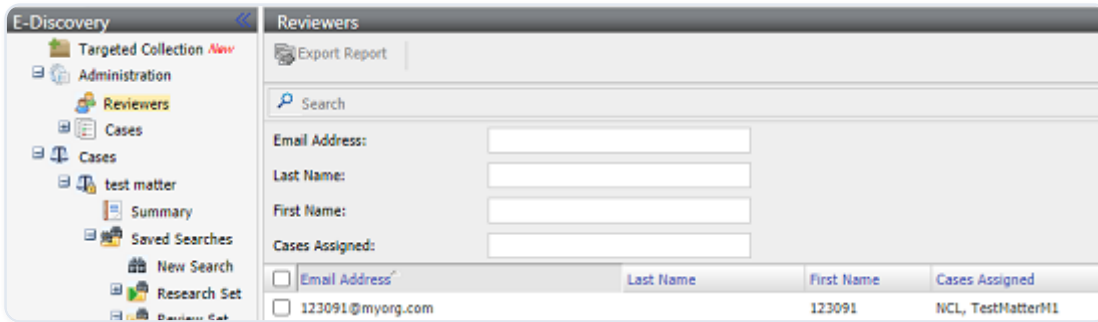 E-Discovery
Targeted Collection New
Administration
Reviewers
Cases
Cases
test matter
Summary
Saved Searches
New Search
Research Set
Review Set
Reviewers
Export Report
Search
Email Address:
Last Name:
First Name:
Cases Assigned:
Email Address Last Name First Name Cases Assigned
123091@myorg.com 123091 NCL, TestMatterM1